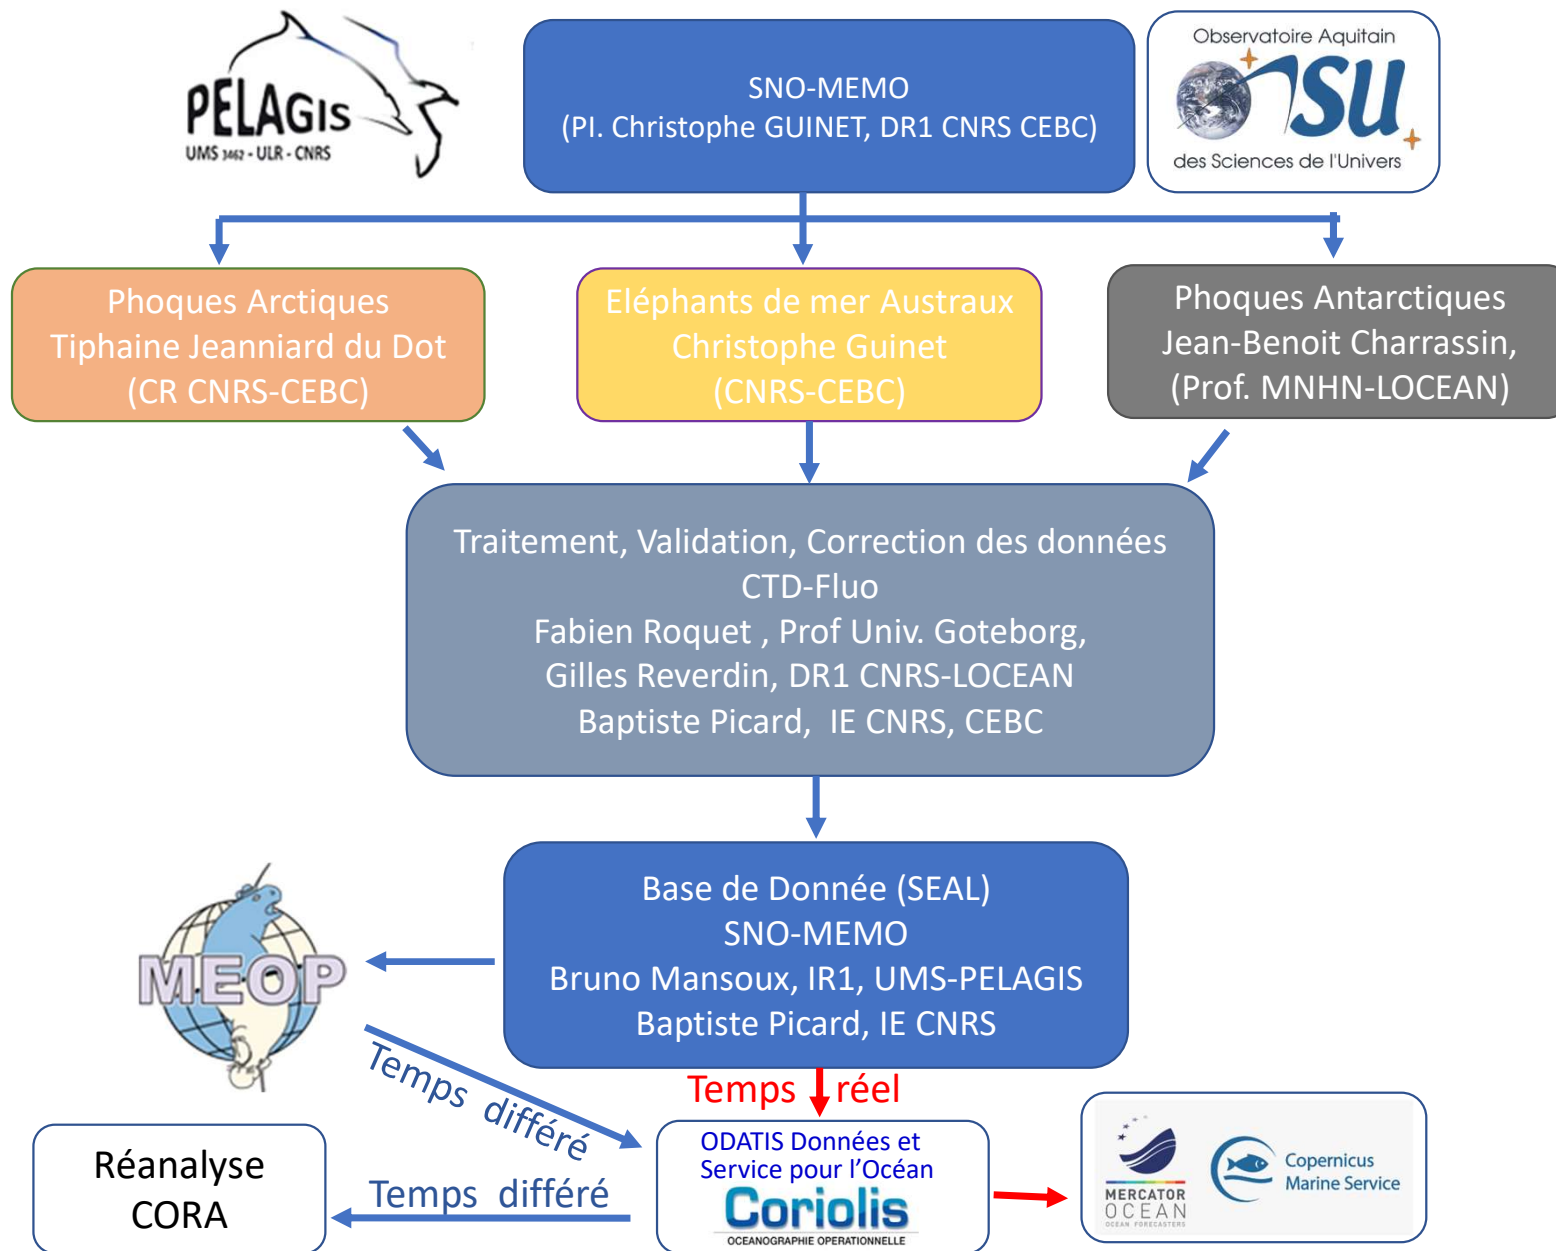 PELAGIS
UMS 3462 - ULR - CNRS
SNO-MEMO
(PI. Christophe GUINET, DR1 CNRS CEBC)
Observatoire Aquitain
OASU
des Sciences de l'Univers
Phoques Arctiques
Tiphaine Jeanniard du Dot
(CR CNRS-CEBC)
Eléphants de mer Austraux
Christophe Guinet
(CNRS-CEBC)
Phoques Antarctiques
Jean-Benoit Charrassin,
(Prof. MNHN-LOCEAN)
Traitement, Validation, Correction des données
CTD-Fluo
Fabien Roquet , Prof Univ. Goteborg,
Gilles Reverdin, DR1 CNRS-LOCEAN
Baptiste Picard, IE CNRS, CEBC
Base de Donnée (SEAL)
SNO-MEMO
Bruno Mansoux, IR1, UMS-PELAGIS
Baptiste Picard, IE CNRS
MEOP
Temps différé
Temps réel
ODATIS Données et
Service pour l’Océan
Coriolis
OCEANOGRAPHIE OPERATIONNELLE
Temps différé
Réanalyse
CORA
MERCATOR
OCEAN
OCEAN FORECASTERS
Copernicus
Marine Service